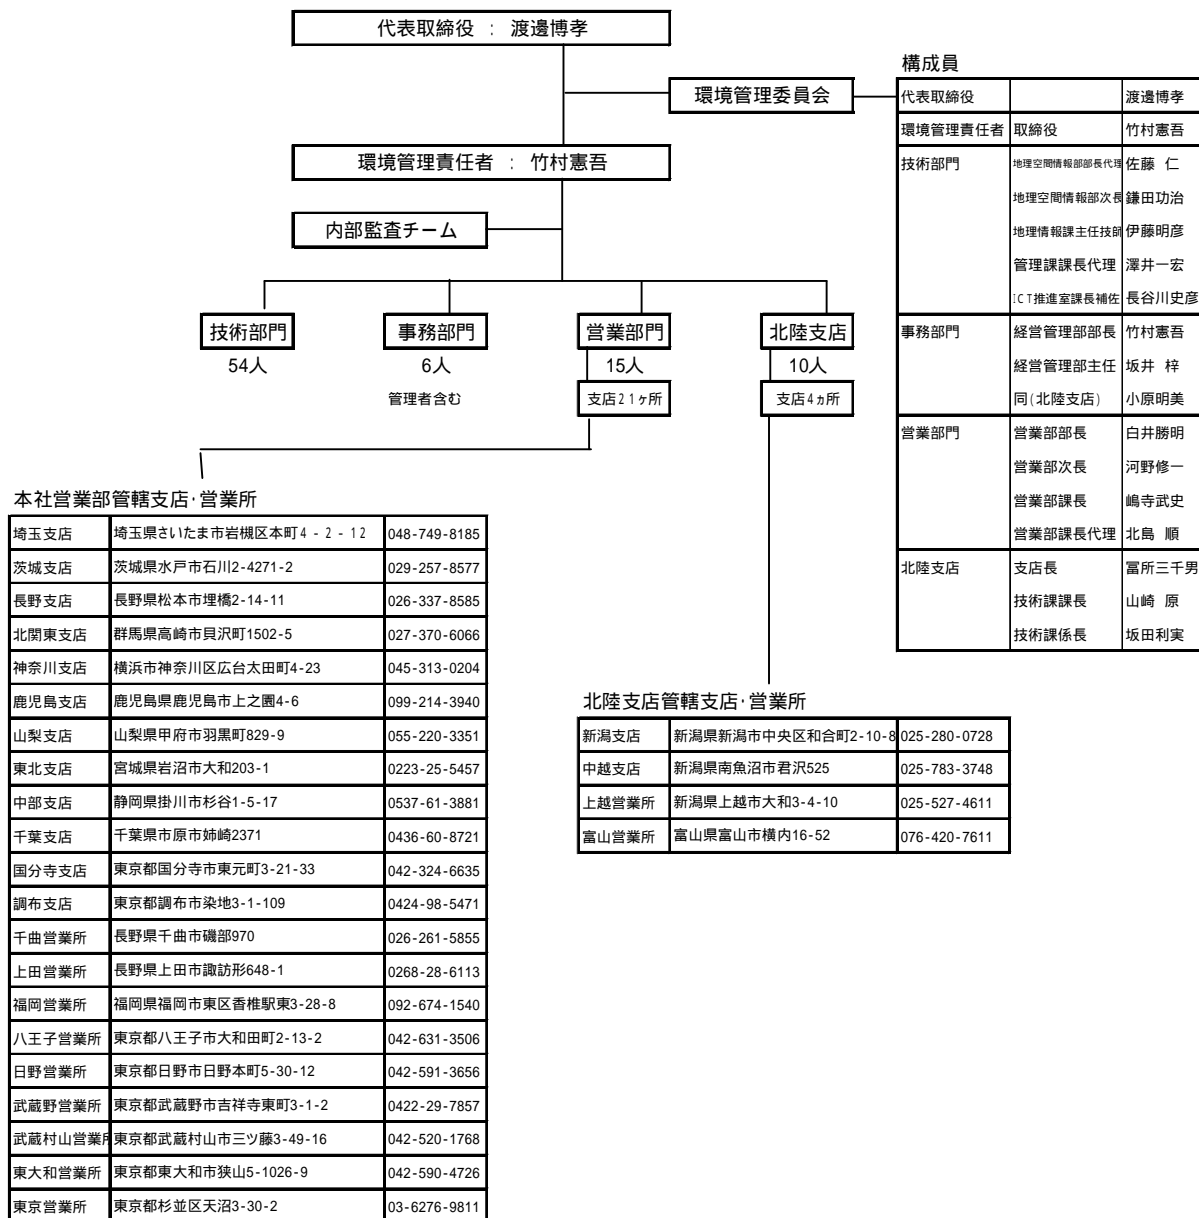 代表取締役 : 渡邉博孝
環境管理委員会
環境管理責任者 : 竹村憲吾
内部監査チーム
技術部門 事務部門 営業部門 北陸支店
54人 6人 15人 10人
管理者含む 支店21ヶ所 支店4ヵ所
構成員
代表取締役 渡邉博孝
環境管理責任者 取締役 竹村憲吾
技術部門 地理空間情報部部長代理 佐藤 仁
地理空間情報部次長 鎌田功治
地理情報課主任技師 伊藤明彦
管理課課長代理 澤井一宏
ICT推進室課長補佐 長谷川史彦
事務部門 経営管理部部長 竹村憲吾
経営管理部主任 坂井 梓
同(北陸支店) 小原明美
営業部門 営業部部長 白井勝明
営業部次長 河野修一
営業部課長 嶋寺武史
営業部課長代理 北島 順
北陸支店 支店長 冨所三千男
技術課課長 山崎 原
技術課係長 坂田利実
本社営業部管轄支店・営業所
埼玉支店 埼玉県さいたま市岩槻区本町4-2-12 048-749-8185
茨城支店 茨城県水戸市石川2-4271-2 029-257-8577
長野支店 長野県松本市埋橋2-14-11 026-337-8585
北関東支店 群馬県高崎市貝沢町1502-5 027-370-6066
神奈川支店 横浜市神奈川区広台太田町4-23 045-313-0204
鹿児島支店 鹿児島県鹿児島市上之園4-6 099-214-3940
山梨支店 山梨県甲府市羽黒町829-9 055-220-3351
東北支店 宮城県岩沼市大和203-1 0223-25-5457
中部支店 静岡県掛川市杉谷1-5-17 0537-61-3881
千葉支店 千葉県市原市姉崎2371 0436-60-8721
国分寺支店 東京都国分寺市東元町3-21-33 042-324-6635
調布支店 東京都調布市染地3-1-109 0424-98-5471
千曲営業所 長野県千曲市磯部970 026-261-5855
上田営業所 長野県上田市諏訪形648-1 0268-28-6113
福岡営業所 福岡県福岡市東区香椎駅東3-28-8 092-674-1540
八王子営業所 東京都八王子市大和田町2-13-2 042-631-3506
日野営業所 東京都日野市日野本町5-30-12 042-591-3656
武蔵野営業所 東京都武蔵野市吉祥寺東町3-1-2 0422-29-7857
武蔵村山営業所 東京都武蔵村山市三ツ藤3-49-16 042-520-1768
東大和営業所 東京都東大和市狭山5-1026-9 042-590-4726
東京営業所 東京都杉並区天沼3-30-2 03-6276-9811
北陸支店管轄支店・営業所
新潟支店 新潟県新潟市中央区和合町2-10-8 025-280-0728
中越支店 新潟県南魚沼市君沢525 025-783-3748
上越営業所 新潟県上越市大和3-4-10 025-527-4611
富山営業所 富山県富山市横内16-52 076-420-7611